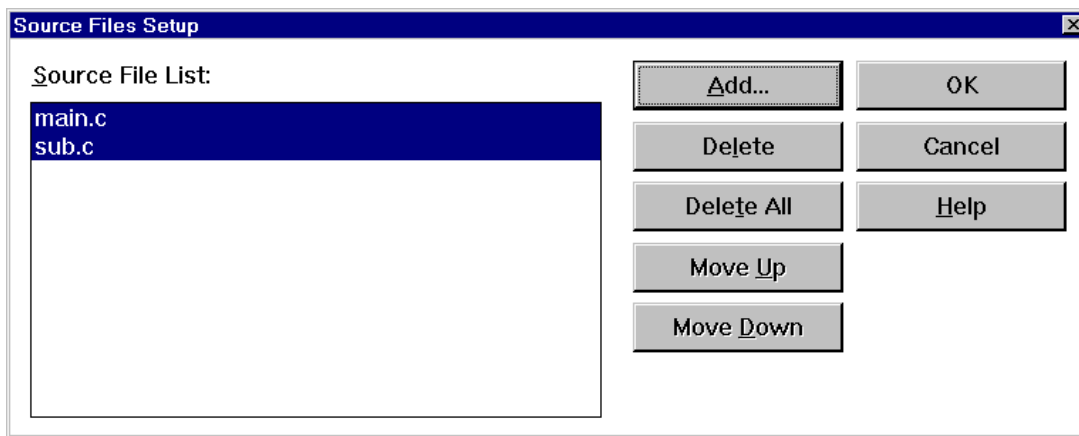 Source Files Setup
Source File List:
main.c
sub.c
Add...
OK
Delete
Cancel
Delete All
Help
Move Up
Move Down